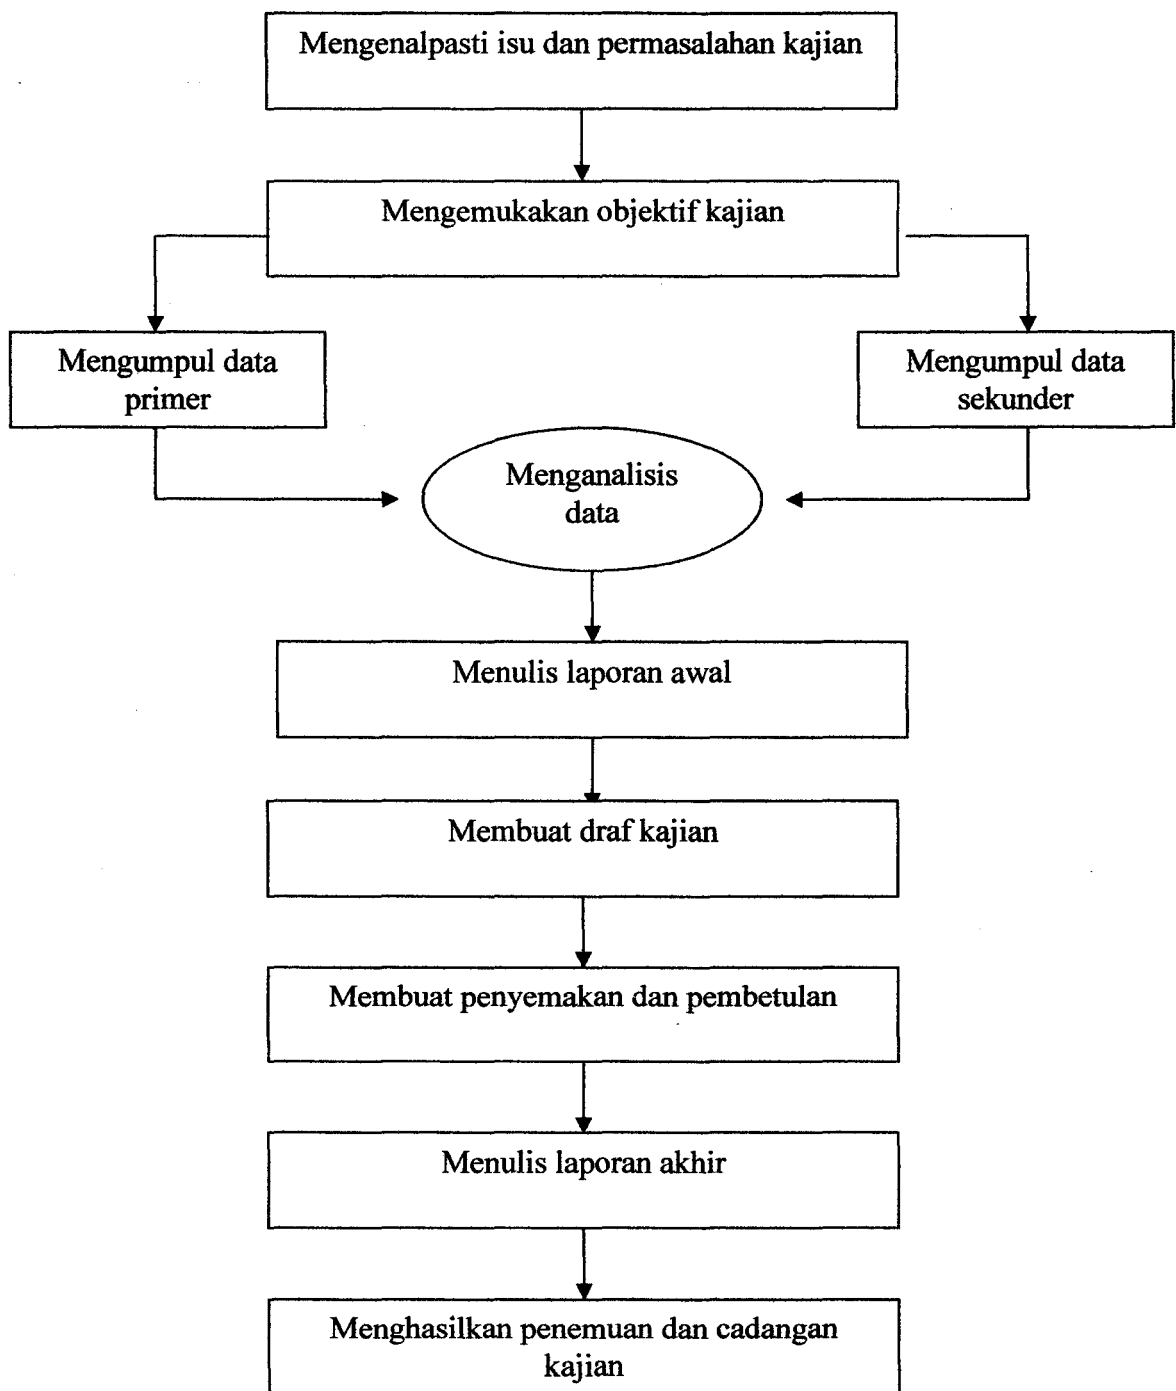 Mengenalpasti isu dan permasalahan kajian
Mengemukakan objektif kajian
Mengumpul data
primer
Mengumpul data
sekunder
Menganalisis
data
Menulis laporan awal
Membuat draf kajian
Membuat penyemakan dan pembetulan
Menulis laporan akhir
Menghasilkan penemuan dan cadangan
kajian